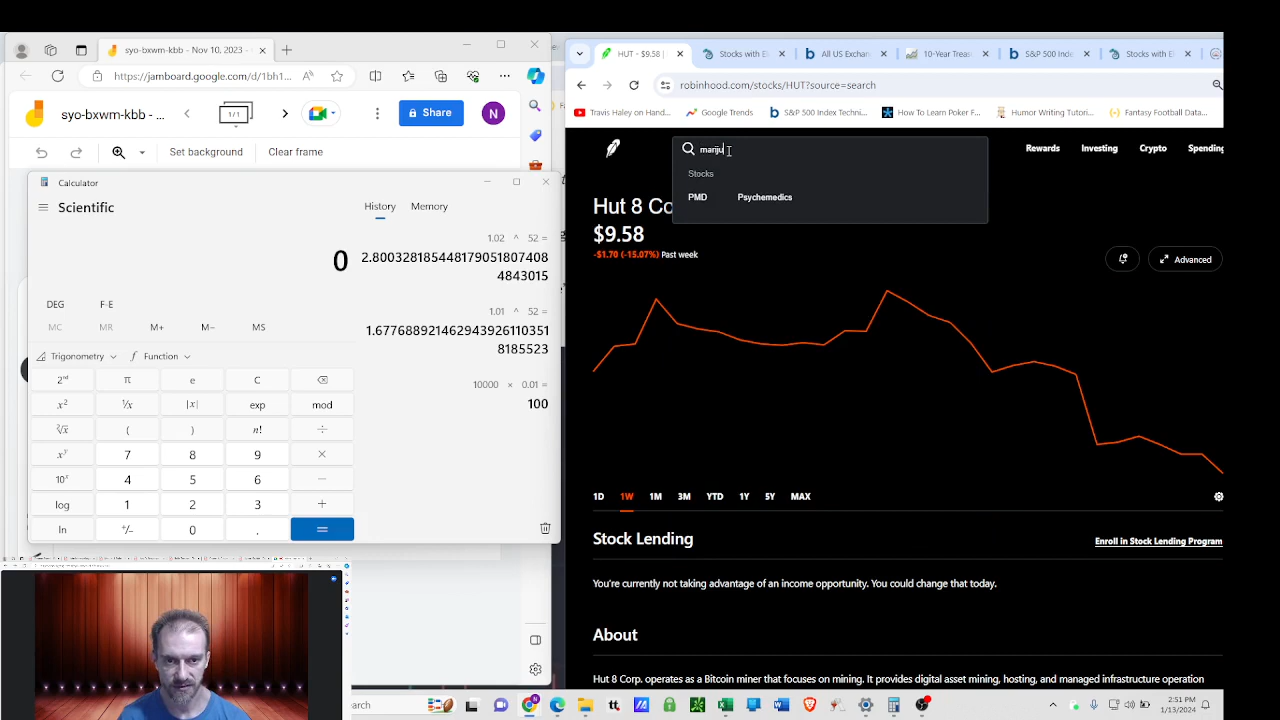 syo-bxwm-kbb - Nov 10, 2023 -
https://jamboard.google.com/d/1bh1...
syo-bxwm-kbb -
1/1
Share
N
Set background
Clear frame
Calculator
Scientific
History
Memory
0
1.02 ^ 52 =
2.8003281854481790518074084843015
1.01 ^ 52 =
1.6776889214629439261103518185523
10000 × 0.01 =
100
DEG
F-E
MC
MR
M+
M−
MS
Trigonometry
Function
2nd
π
e
C
x²
¹/x
|x|
exp
mod
²√x
(
)
n!
÷
xʸ
7
8
9
×
10ˣ
4
5
6
−
log
1
2
3
+
ln
+/−
0
.
=
HUT - $9.58 |
Stocks with E
All US Exchan
10-Year Treas
S&P 500 Inde
Stocks with E
robinhood.com/stocks/HUT?source=search
Travis Haley on Hand...
Google Trends
S&P 500 Index Techni...
How To Learn Poker F...
Humor Writing Tutori...
Fantasy Football Data...
mariju
Stocks
PMD
Psychemedics
Rewards
Investing
Crypto
Spending
Hut 8 Co
$9.58
-$1.70 (-15.07%) Past week
Advanced
1D
1W
1M
3M
YTD
1Y
5Y
MAX
Stock Lending
Enroll in Stock Lending Program
You're currently not taking advantage of an income opportunity. You could change that today.
About
Hut 8 Corp. operates as a Bitcoin miner that focuses on mining. It provides digital asset mining, hosting, and managed infrastructure operation
arch
tt
2:51 PM
1/13/2024